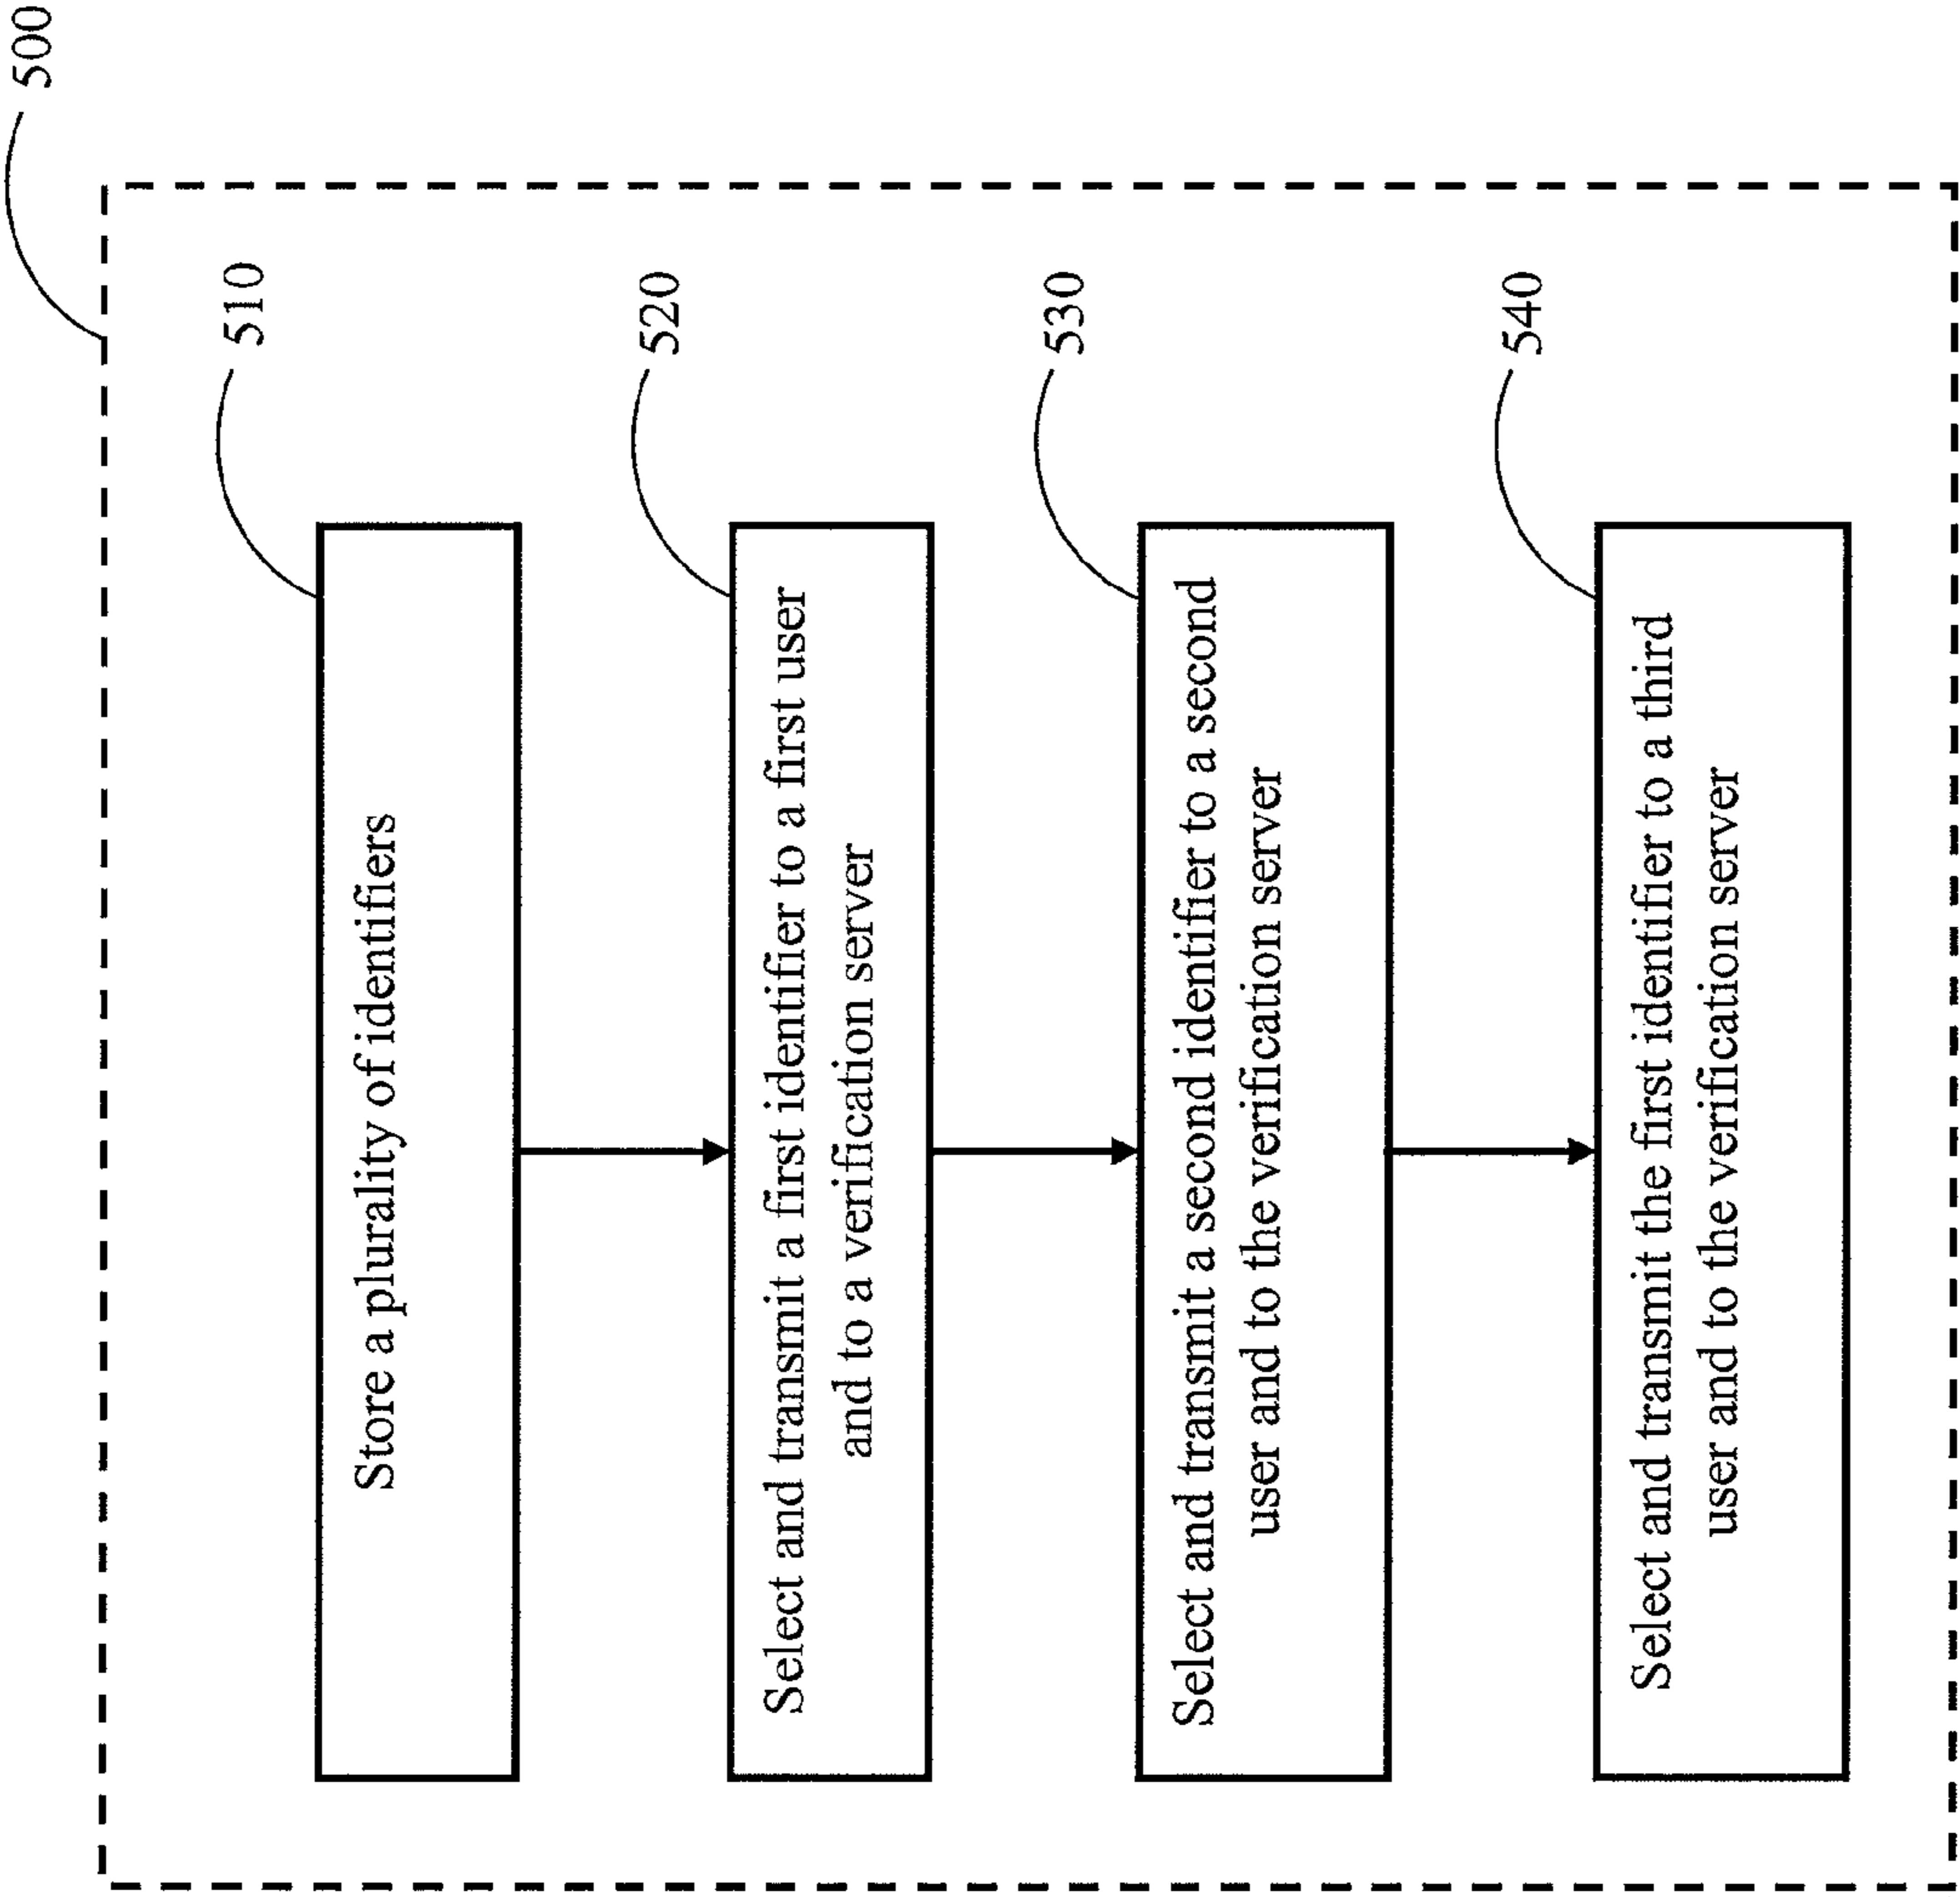 500
510
Store a plurality of identifiers
520
Select and transmit a first identifier to a first user
and to a verification server
530
Select and transmit a second identifier to a second
user and to the verification server
540
Select and transmit the first identifier to a third
user and to the verification server